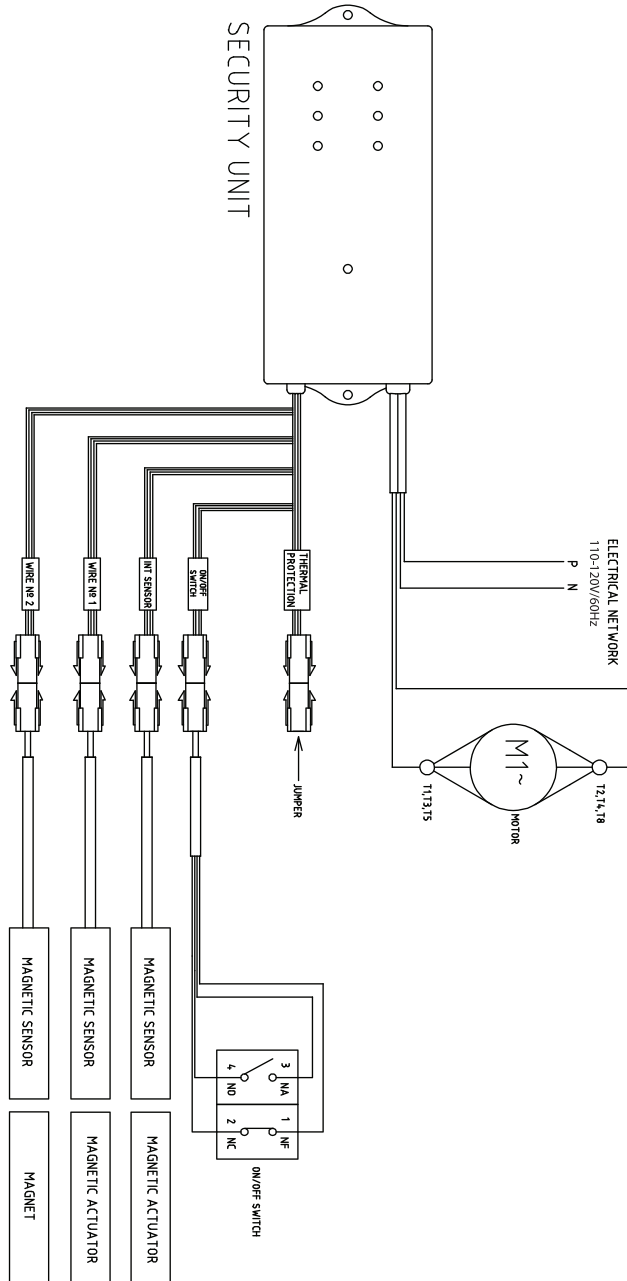 SECURITY UNIT
ELECTRICAL NETWORK
110-120V/60Hz
P
N
M1~
T2,T4,T8
MOTOR
T1,T3,T5
THERMAL
PROTECTION
JUMPER
ON/OFF
SWITCH
INT SENSOR
WIRE Nº 1
WIRE Nº 2
3
NA
4
ND
1
NF
2
NC
ON/OFF SWITCH
MAGNETIC SENSOR
MAGNETIC ACTUATOR
MAGNETIC SENSOR
MAGNETIC ACTUATOR
MAGNETIC SENSOR
MAGNET